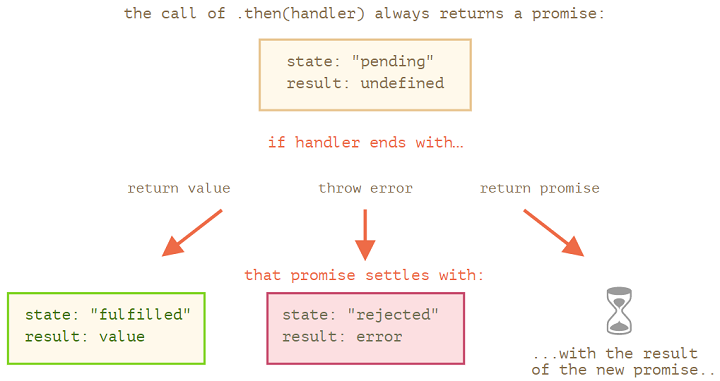 the call of .then(handler) always returns a promise:
state: "pending"
result: undefined
if handler ends with…
return value
throw error
return promise
that promise settles with:
state: "fulfilled"
result: value
state: "rejected"
result: error
...with the result
of the new promise..